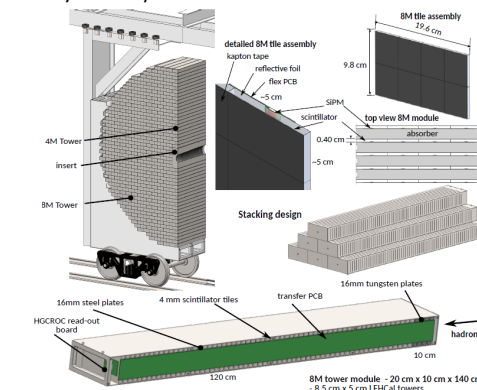 8M tile assembly
19.6 cm
9.8 cm
detailed 8M tile assembly
kapton tape
reflective foil
flex PCB
~5 cm
SiPM
scintillator
top view 8M module
absorber
0.40 cm
~5 cm
4M Tower
insert
8M Tower
Stacking design
16mm tungsten plates
transfer PCB
4 mm scintillator tiles
16mm steel plates
HGCROC read-out
board
hadron
10 cm
120 cm
8M tower module - 20 cm x 10 cm x 140 c
- 8.5 cm x 5 cm LFHCal towers